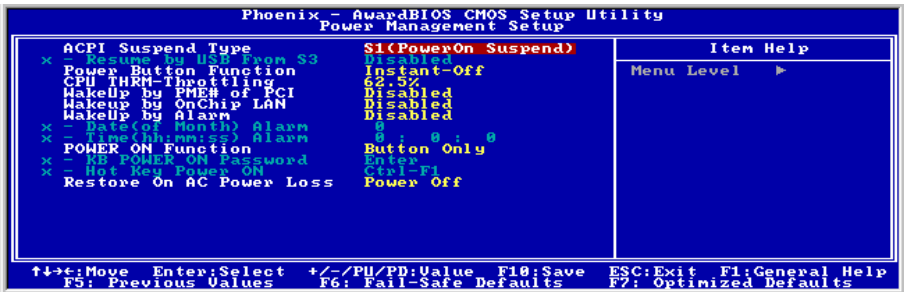 Phoenix - AwardBIOS CMOS Setup Utility
Power Management Setup
ACPI Suspend Type S1(PowerOn Suspend)
x - Resume by USB From S3 Disabled
Power Button Function Instant-Off
CPU THRM-Throttling 62.5%
WakeUp by PME# of PCI Disabled
WakeUp by OnChip LAN Disabled
WakeUp by Alarm Disabled
x - Date(of Month) Alarm 0
x - Time(hh:mm:ss) Alarm 0 : 0 : 0
POWER ON Function Button Only
x - KB POWER ON Password Enter
x - Hot Key Power ON Ctrl-F1
Restore On AC Power Loss Power Off
Item Help
Menu Level ►
↑↓→←:Move Enter:Select +/-/PU/PD:Value F10:Save ESC:Exit F1:General Help
F5: Previous Values F6: Fail-Safe Defaults F7: Optimized Defaults